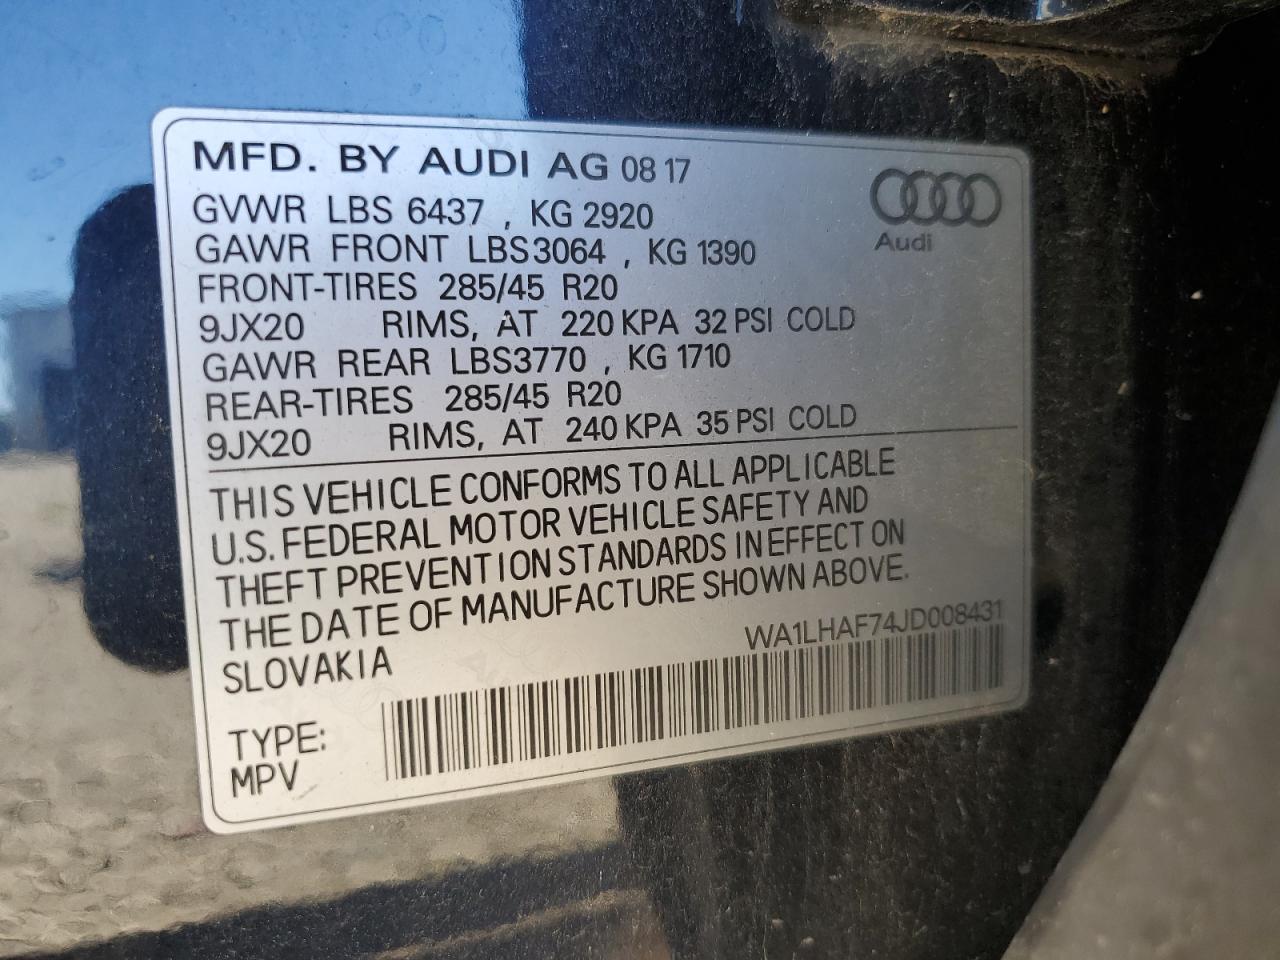 MFD. BY AUDI AG 08 17
GVWR LBS 6437 , KG 2920
GAWR FRONT LBS3064 , KG 1390
FRONT-TIRES 285/45 R20
9JX20 RIMS, AT 220 KPA 32 PSI COLD
GAWR REAR LBS3770 , KG 1710
REAR-TIRES 285/45 R20
9JX20 RIMS, AT 240 KPA 35 PSI COLD
Audi
THIS VEHICLE CONFORMS TO ALL APPLICABLE
U.S. FEDERAL MOTOR VEHICLE SAFETY AND
THEFT PREVENTION STANDARDS IN EFFECT ON
THE DATE OF MANUFACTURE SHOWN ABOVE.
SLOVAKIA
WA1LHAF74JD008431
TYPE:
MPV